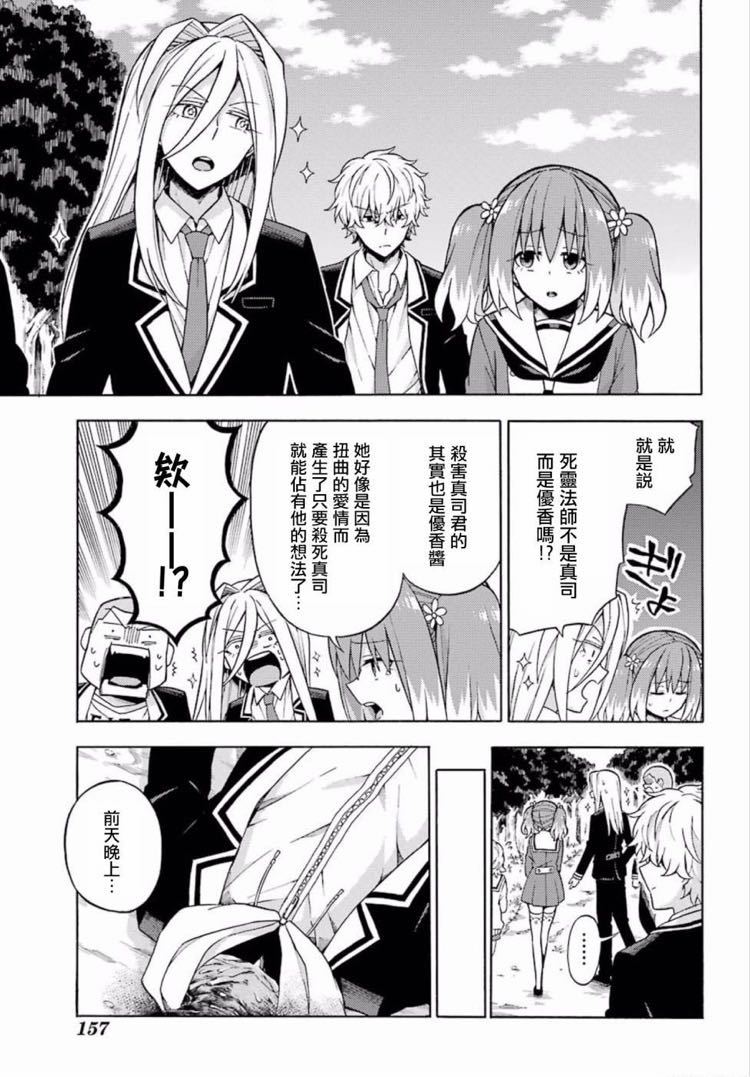 就
就是説
死靈法師不是真司
而是優香嗎!?
ぎょ
殺害真司君的
其實也是優香醬
她好像是因為
扭曲的愛情而
產生了只要殺死真司
就能佔有他的想法了…
欸——!?
……
前天晚上…
157